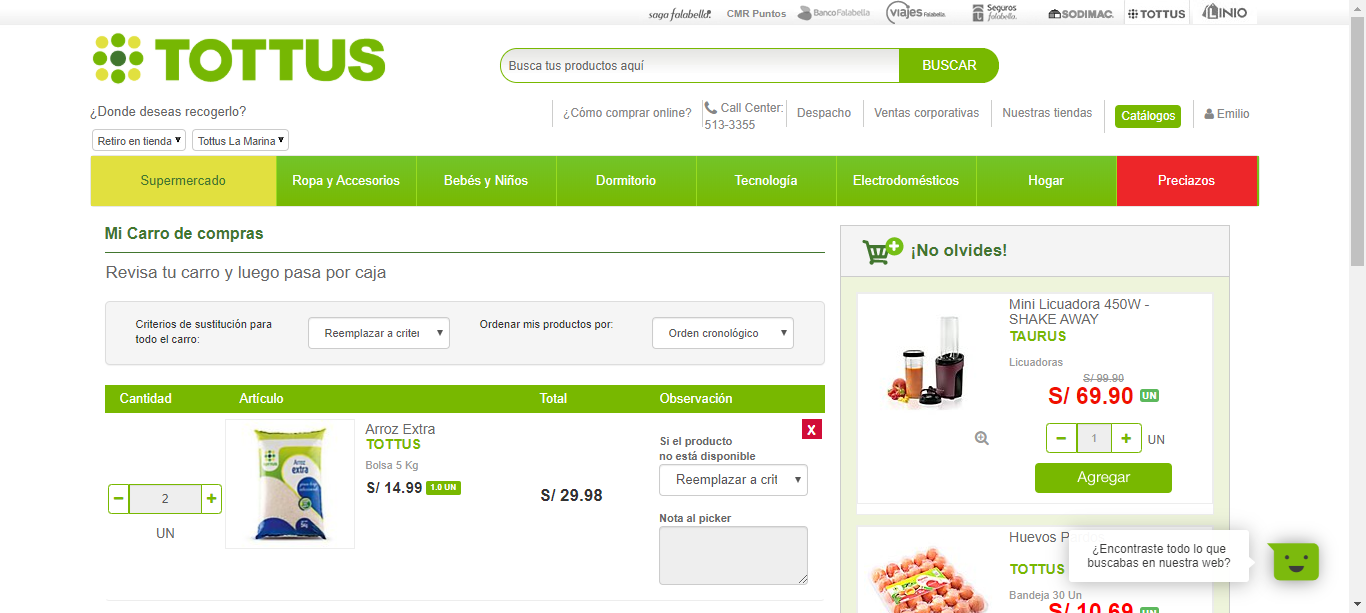 saga falabella.
CMR Puntos
BancoFalabella
viajes Falabella
Seguros
falabella.
SODIMAC.
TOTTUS
LINIO
TOTTUS
Busca tus productos aquí
BUSCAR
¿Donde deseas recogerlo?
¿Cómo comprar online?
Call Center:
513-3355
Despacho
Ventas corporativas
Nuestras tiendas
Catálogos
Emilio
Retiro en tienda
Tottus La Marina
Supermercado
Ropa y Accesorios
Bebés y Niños
Dormitorio
Tecnología
Electrodomésticos
Hogar
Preciazos
Mi Carro de compras
Revisa tu carro y luego pasa por caja
Criterios de sustitución para
todo el carro:
Reemplazar a criter
Ordenar mis productos por:
Orden cronológico
Cantidad
Artículo
Total
Observación
2
UN
Arroz
extra
Arroz Extra
TOTTUS
Bolsa 5 Kg
S/ 14.99 1.0 UN
S/ 29.98
X
Si el producto
no está disponible
Reemplazar a crit
Nota al picker
¡No olvides!
Mini Licuadora 450W -
SHAKE AWAY
TAURUS
Licuadoras
S/ 99.90
S/ 69.90 UN
1
UN
Agregar
Huevos
TOTTUS
Bandeja 30 Un
S/ 10.69 UN
¿Encontraste todo lo que
buscabas en nuestra web?